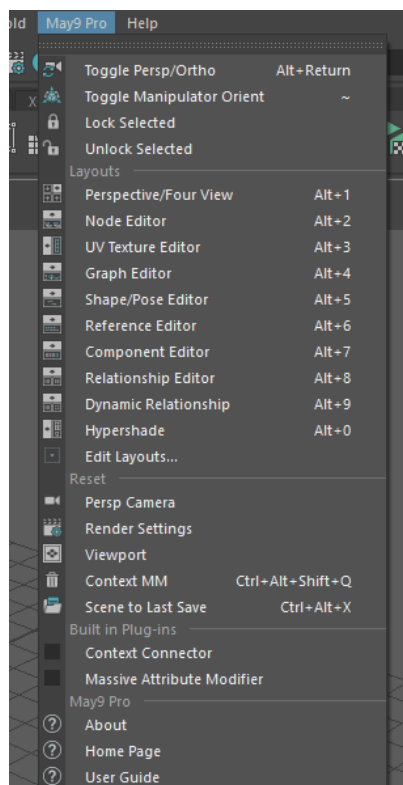 ld May9 Pro Help
Toggle Persp/Ortho Alt+Return
Toggle Manipulator Orient ~
Lock Selected
Unlock Selected
Layouts
Perspective/Four View Alt+1
Node Editor Alt+2
UV Texture Editor Alt+3
Graph Editor Alt+4
Shape/Pose Editor Alt+5
Reference Editor Alt+6
Component Editor Alt+7
Relationship Editor Alt+8
Dynamic Relationship Alt+9
Hypershade Alt+0
Edit Layouts...
Reset
Persp Camera
Render Settings
Viewport
Context MM Ctrl+Alt+Shift+Q
Scene to Last Save Ctrl+Alt+X
Built in Plug-ins
Context Connector
Massive Attribute Modifier
May9 Pro
About
Home Page
User Guide